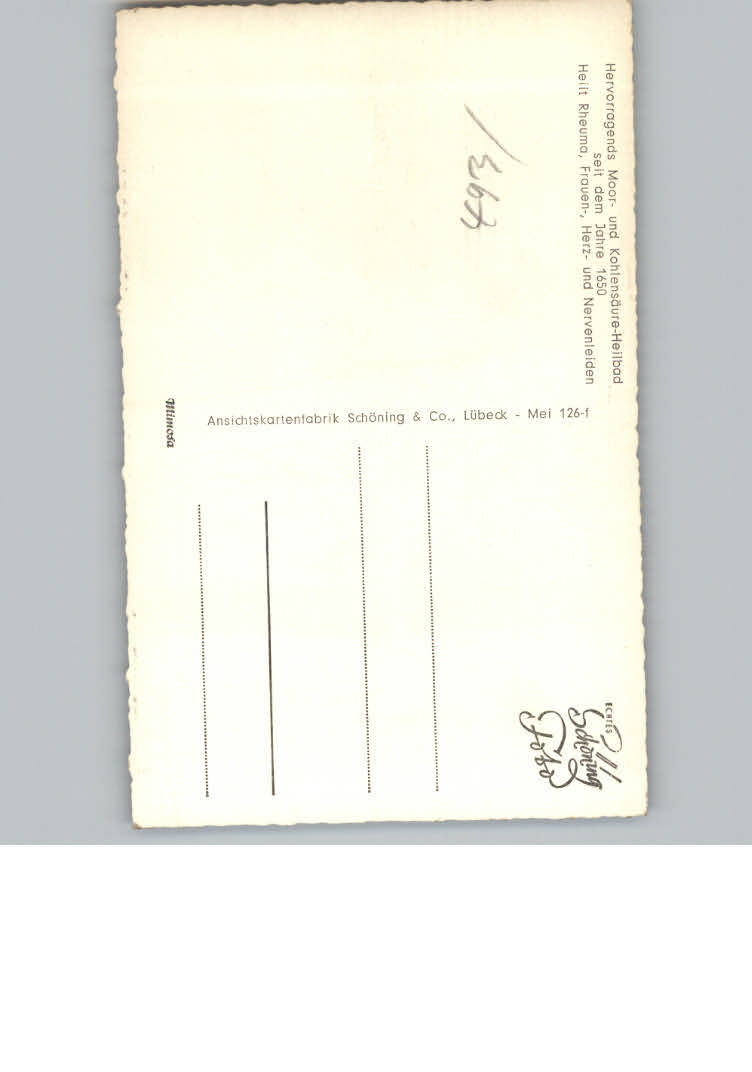 Hervorragends Moor- und Kohlensäure-Heilbad
seit dem Jahre 1650
Heilt Rheuma, Frauen-, Herz- und Nervenleiden
Ansichtskartenfabrik Schöning & Co., Lübeck - Mei 126-f
Mimosa
ECHTES
Schöning
Foto